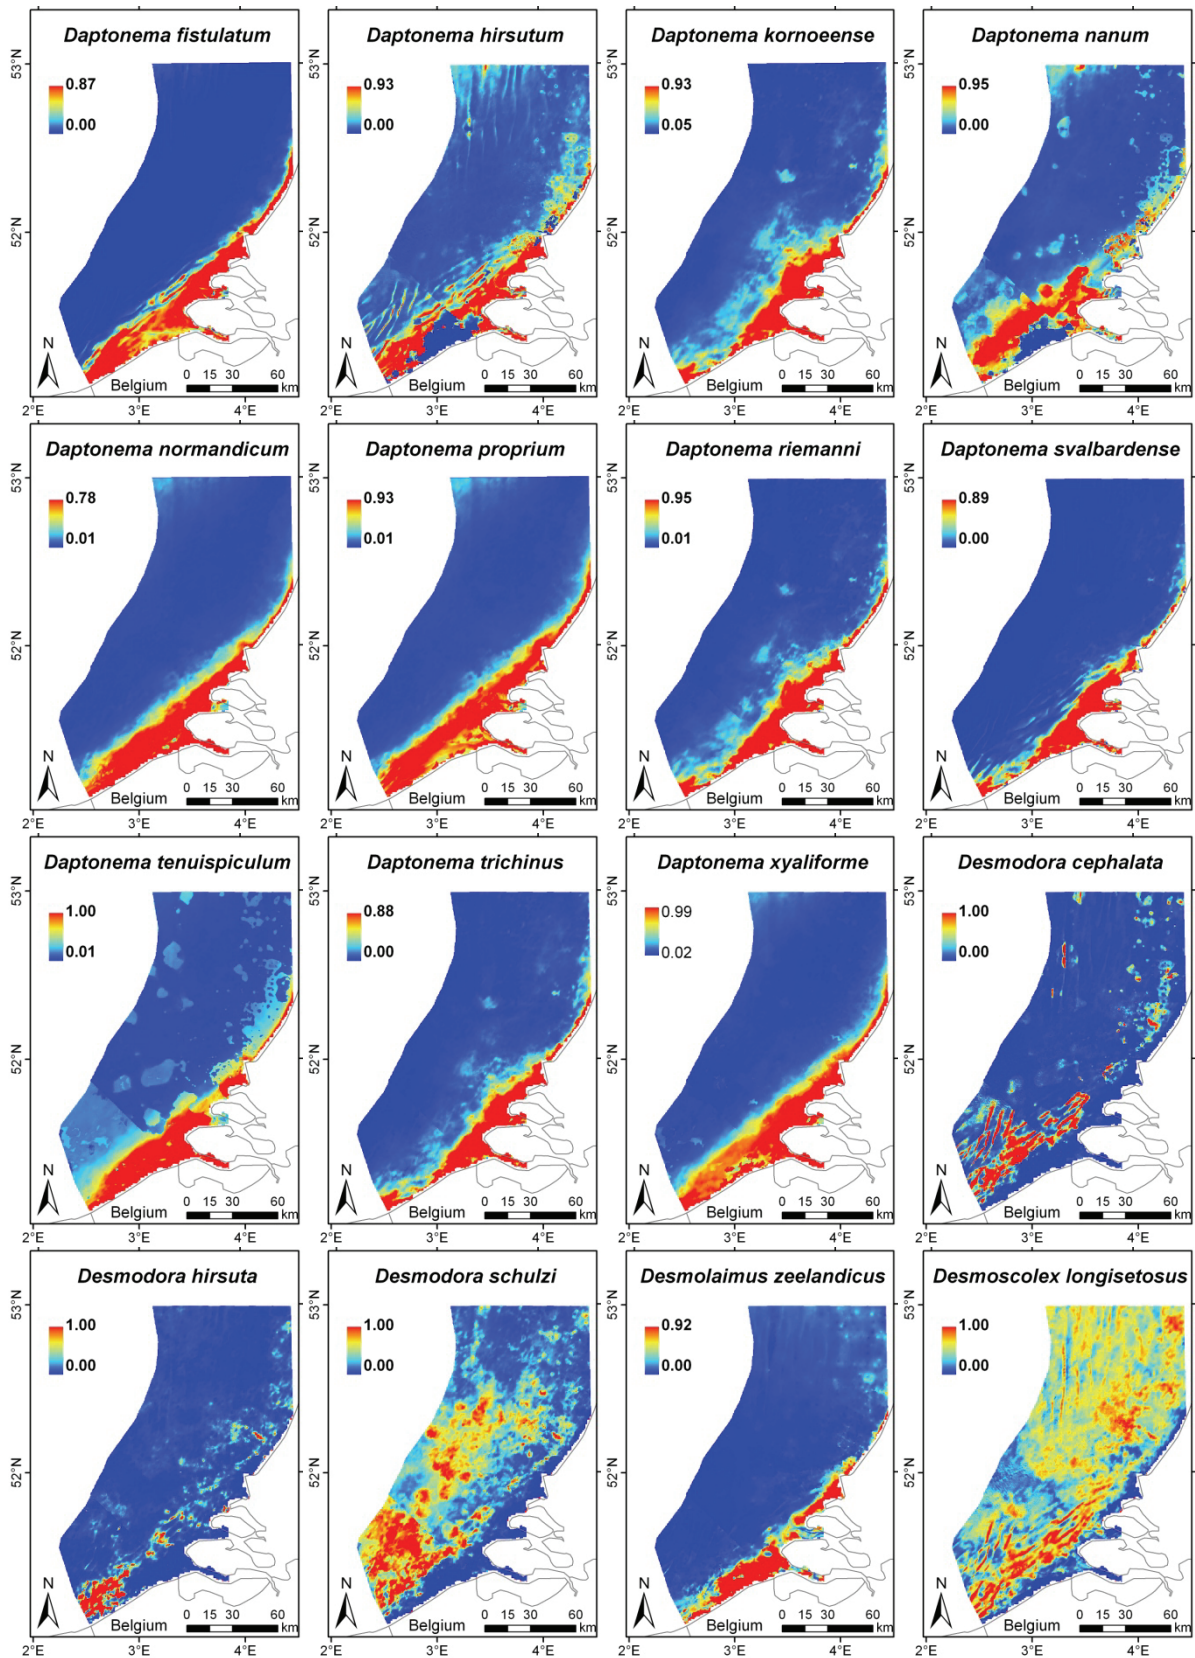 Daptonema fistulatum
53°N
0.87
0.00
52°N
N
Belgium
0 15 30 60
km
2°E 3°E 4°E
Daptonema hirsutum
0.93
0.00
52°N
N
Belgium
0 15 30 60
km
3°E 4°E
Daptonema kornoeense
0.93
0.05
52°N
N
Belgium
0 15 30 60
km
2°E 3°E 4°E
Daptonema nanum
53°N
0.95
0.00
52°N
N
Belgium
0 15 30 60
km
2°E 3°E 4°E
Daptonema normandicum
53°N
0.78
0.01
52°N
N
Belgium
0 15 30 60
km
2°E 3°E 4°E
Daptonema proprium
53°N
0.93
0.01
52°N
N
Belgium
0 15 30 60
km
2°E 3°E 4°E
Daptonema riemanni
53°N
0.95
0.01
52°N
N
Belgium
0 15 30 60
km
2°E 3°E 4°E
Daptonema svalbardense
53°N
0.89
0.00
52°N
N
Belgium
0 15 30 60
km
2°E 3°E 4°E
Daptonema tenuispiculum
53°N
1.00
0.01
52°N
N
Belgium
0 15 30 60
km
2°E 3°E 4°E
Daptonema trichinus
53°N
0.88
0.00
52°N
N
Belgium
0 15 30 60
km
2°E 3°E 4°E
Daptonema xyaliforme
53°N
0.99
0.02
52°N
N
Belgium
0 15 30 60
km
2°E 3°E 4°E
Desmodora cephalata
53°N
1.00
0.00
52°N
N
Belgium
0 15 30 60
km
2°E 3°E 4°E
Desmodora hirsuta
53°N
1.00
0.00
52°N
N
Belgium
0 15 30 60
km
2°E 3°E 4°E
Desmodora schulzi
53°N
1.00
0.00
52°N
N
Belgium
0 15 30 60
km
2°E 3°E 4°E
Desmolaimus zeelandicus
53°N
0.92
0.00
52°N
N
Belgium
0 15 30 60
km
2°E 3°E 4°E
Desmoscolex longisetosus
53°N
1.00
0.00
52°N
N
Belgium
0 15 30 60
km
2°E 3°E 4°E